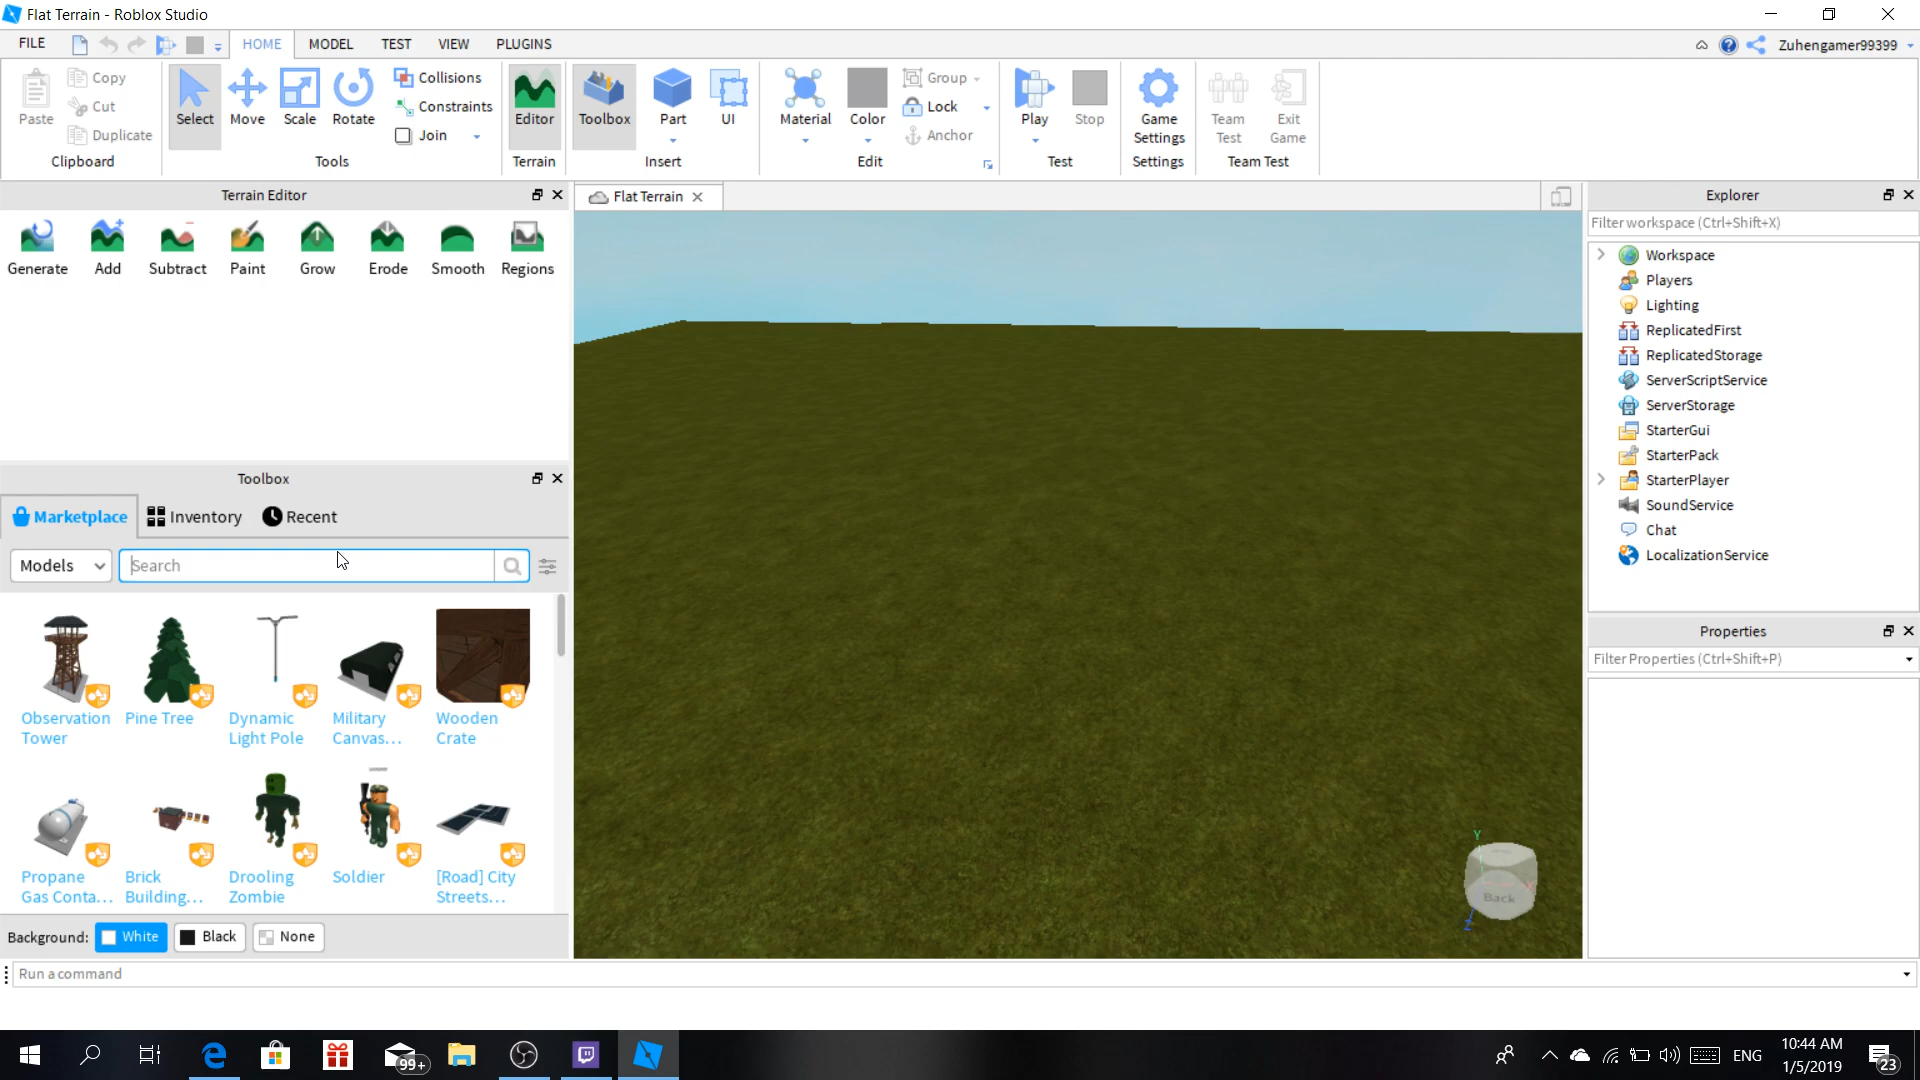 Flat Terrain - Roblox Studio
FILE HOME MODEL TEST VIEW PLUGINS Zuhengamer99399
Paste Copy Cut Duplicate
Clipboard
Select Move Scale Rotate Collisions Constraints Join
Tools
Editor
Terrain
Toolbox Part UI
Insert
Material Color Group Lock Anchor
Edit
Play Stop
Test
Game Settings
Settings
Team Test Exit Game
Team Test
Terrain Editor
Generate Add Subtract Paint Grow Erode Smooth Regions
Toolbox
Marketplace Inventory Recent
Models Search
Observation Tower
Pine Tree
Dynamic Light Pole
Military Canvas...
Wooden Crate
Propane Gas Conta...
Brick Building...
Drooling Zombie
Soldier
[Road] City Streets...
Background: White Black None
Flat Terrain
Back
Y
Z
Explorer
Filter workspace (Ctrl+Shift+X)
Workspace
Players
Lighting
ReplicatedFirst
ReplicatedStorage
ServerScriptService
ServerStorage
StarterGui
StarterPack
StarterPlayer
SoundService
Chat
LocalizationService
Properties
Filter Properties (Ctrl+Shift+P)
Run a command
99+
ENG
10:44 AM
1/5/2019
23